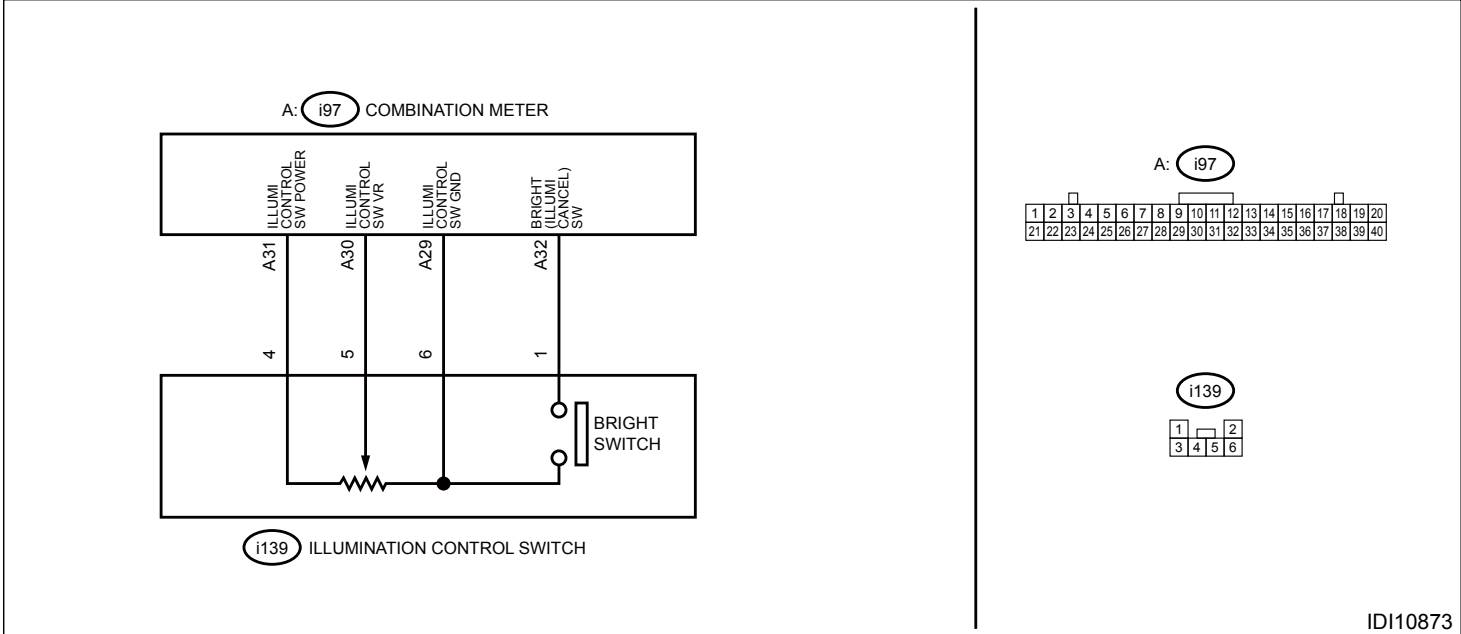 A: i97 COMBINATION METER
ILLUMI
CONTROL
SW POWER
ILLUMI
CONTROL
SW VR
ILLUMI
CONTROL
SW GND
BRIGHT
(ILLUMI
CANCEL)
SW
A31 A30 A29 A32
4 5 6 1
BRIGHT
SWITCH
i139 ILLUMINATION CONTROL SWITCH
A: i97
1 2 3 4 5 6 7 8 9 10 11 12 13 14 15 16 17 18 19 20
21 22 23 24 25 26 27 28 29 30 31 32 33 34 35 36 37 38 39 40
i139
1 2
3 4 5 6
IDI10873